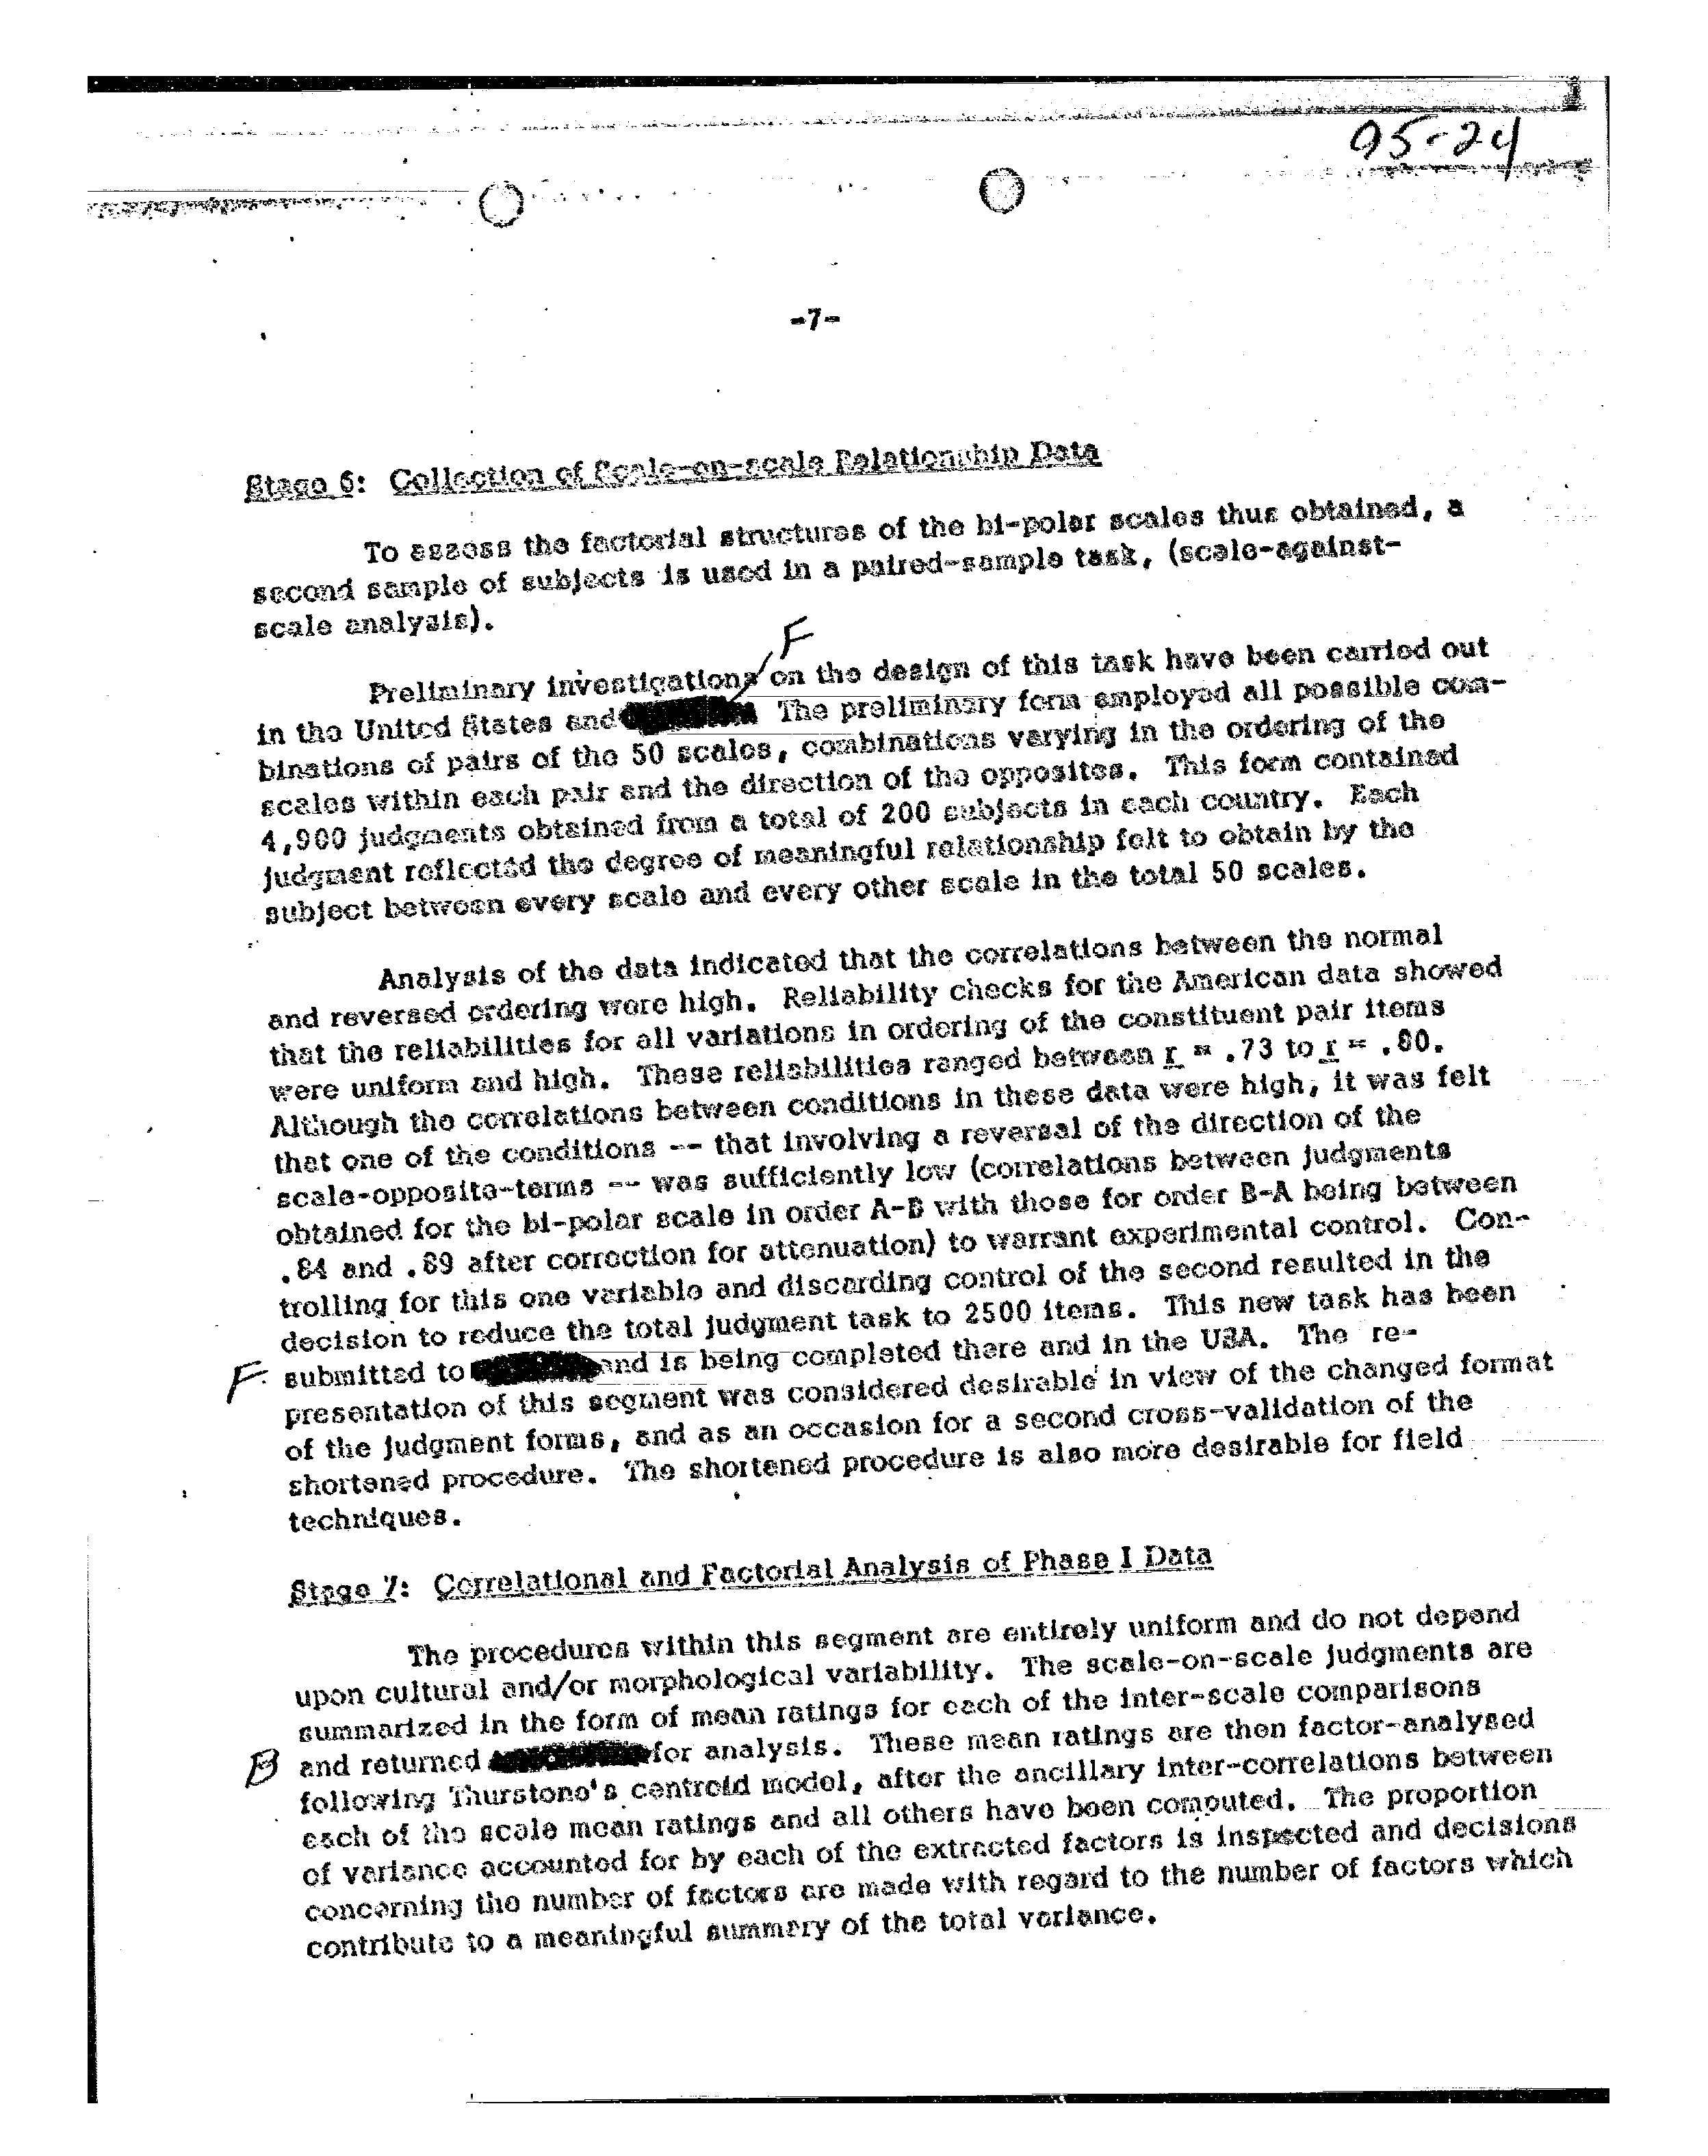 95-24
-7-
Stage 6: Collection of Scale-on-scale Relationship Data
To assess the factorial structures of the bi-polar scales thus obtained, a
second sample of subjects is used in a paired-sample task, (scale-against-
scale analysis).
F
Preliminary investigations on the design of this task have been carried out
in the United States and The preliminary form employed all possible com-
binations of pairs of the 50 scales, combinations varying in the ordering of the
scales within each pair and the direction of the opposites. This form contained
4,900 judgments obtained from a total of 200 subjects in each country. Each
judgment reflected the degree of meaningful relationship felt to obtain by the
subject between every scale and every other scale in the total 50 scales.
Analysis of the data indicated that the correlations between the normal
and reversed ordering were high. Reliability checks for the American data showed
that the reliabilities for all variations in ordering of the constituent pair items
were uniform and high. These reliabilities ranged between r = .73 to r = .80.
Although the correlations between conditions in these data were high, it was felt
that one of the conditions -- that involving a reversal of the direction of the
scale-opposite-terms -- was sufficiently low (correlations between judgments
obtained for the bi-polar scale in order A-B with those for order B-A being between
.84 and .89 after correction for attenuation) to warrant experimental control. Con-
trolling for this one variable and discarding control of the second resulted in the
decision to reduce the total judgment task to 2500 items. This new task has been
F submitted to and is being completed there and in the USA. The re-
presentation of this segment was considered desirable in view of the changed format
of the judgment forms, and as an occasion for a second cross-validation of the
shortened procedure. The shortened procedure is also more desirable for field
techniques.
Stage 7: Correlational and Factorial Analysis of Phase I Data
The procedures within this segment are entirely uniform and do not depend
upon cultural and/or morphological variability. The scale-on-scale judgments are
summarized in the form of mean ratings for each of the inter-scale comparisons
B and returned for analysis. These mean ratings are then factor-analysed
following Thurstone's centroid model, after the ancillary inter-correlations between
each of the scale mean ratings and all others have been computed. The proportion
of variance accounted for by each of the extracted factors is inspected and decisions
concerning the number of factors are made with regard to the number of factors which
contribute to a meaningful summary of the total variance.